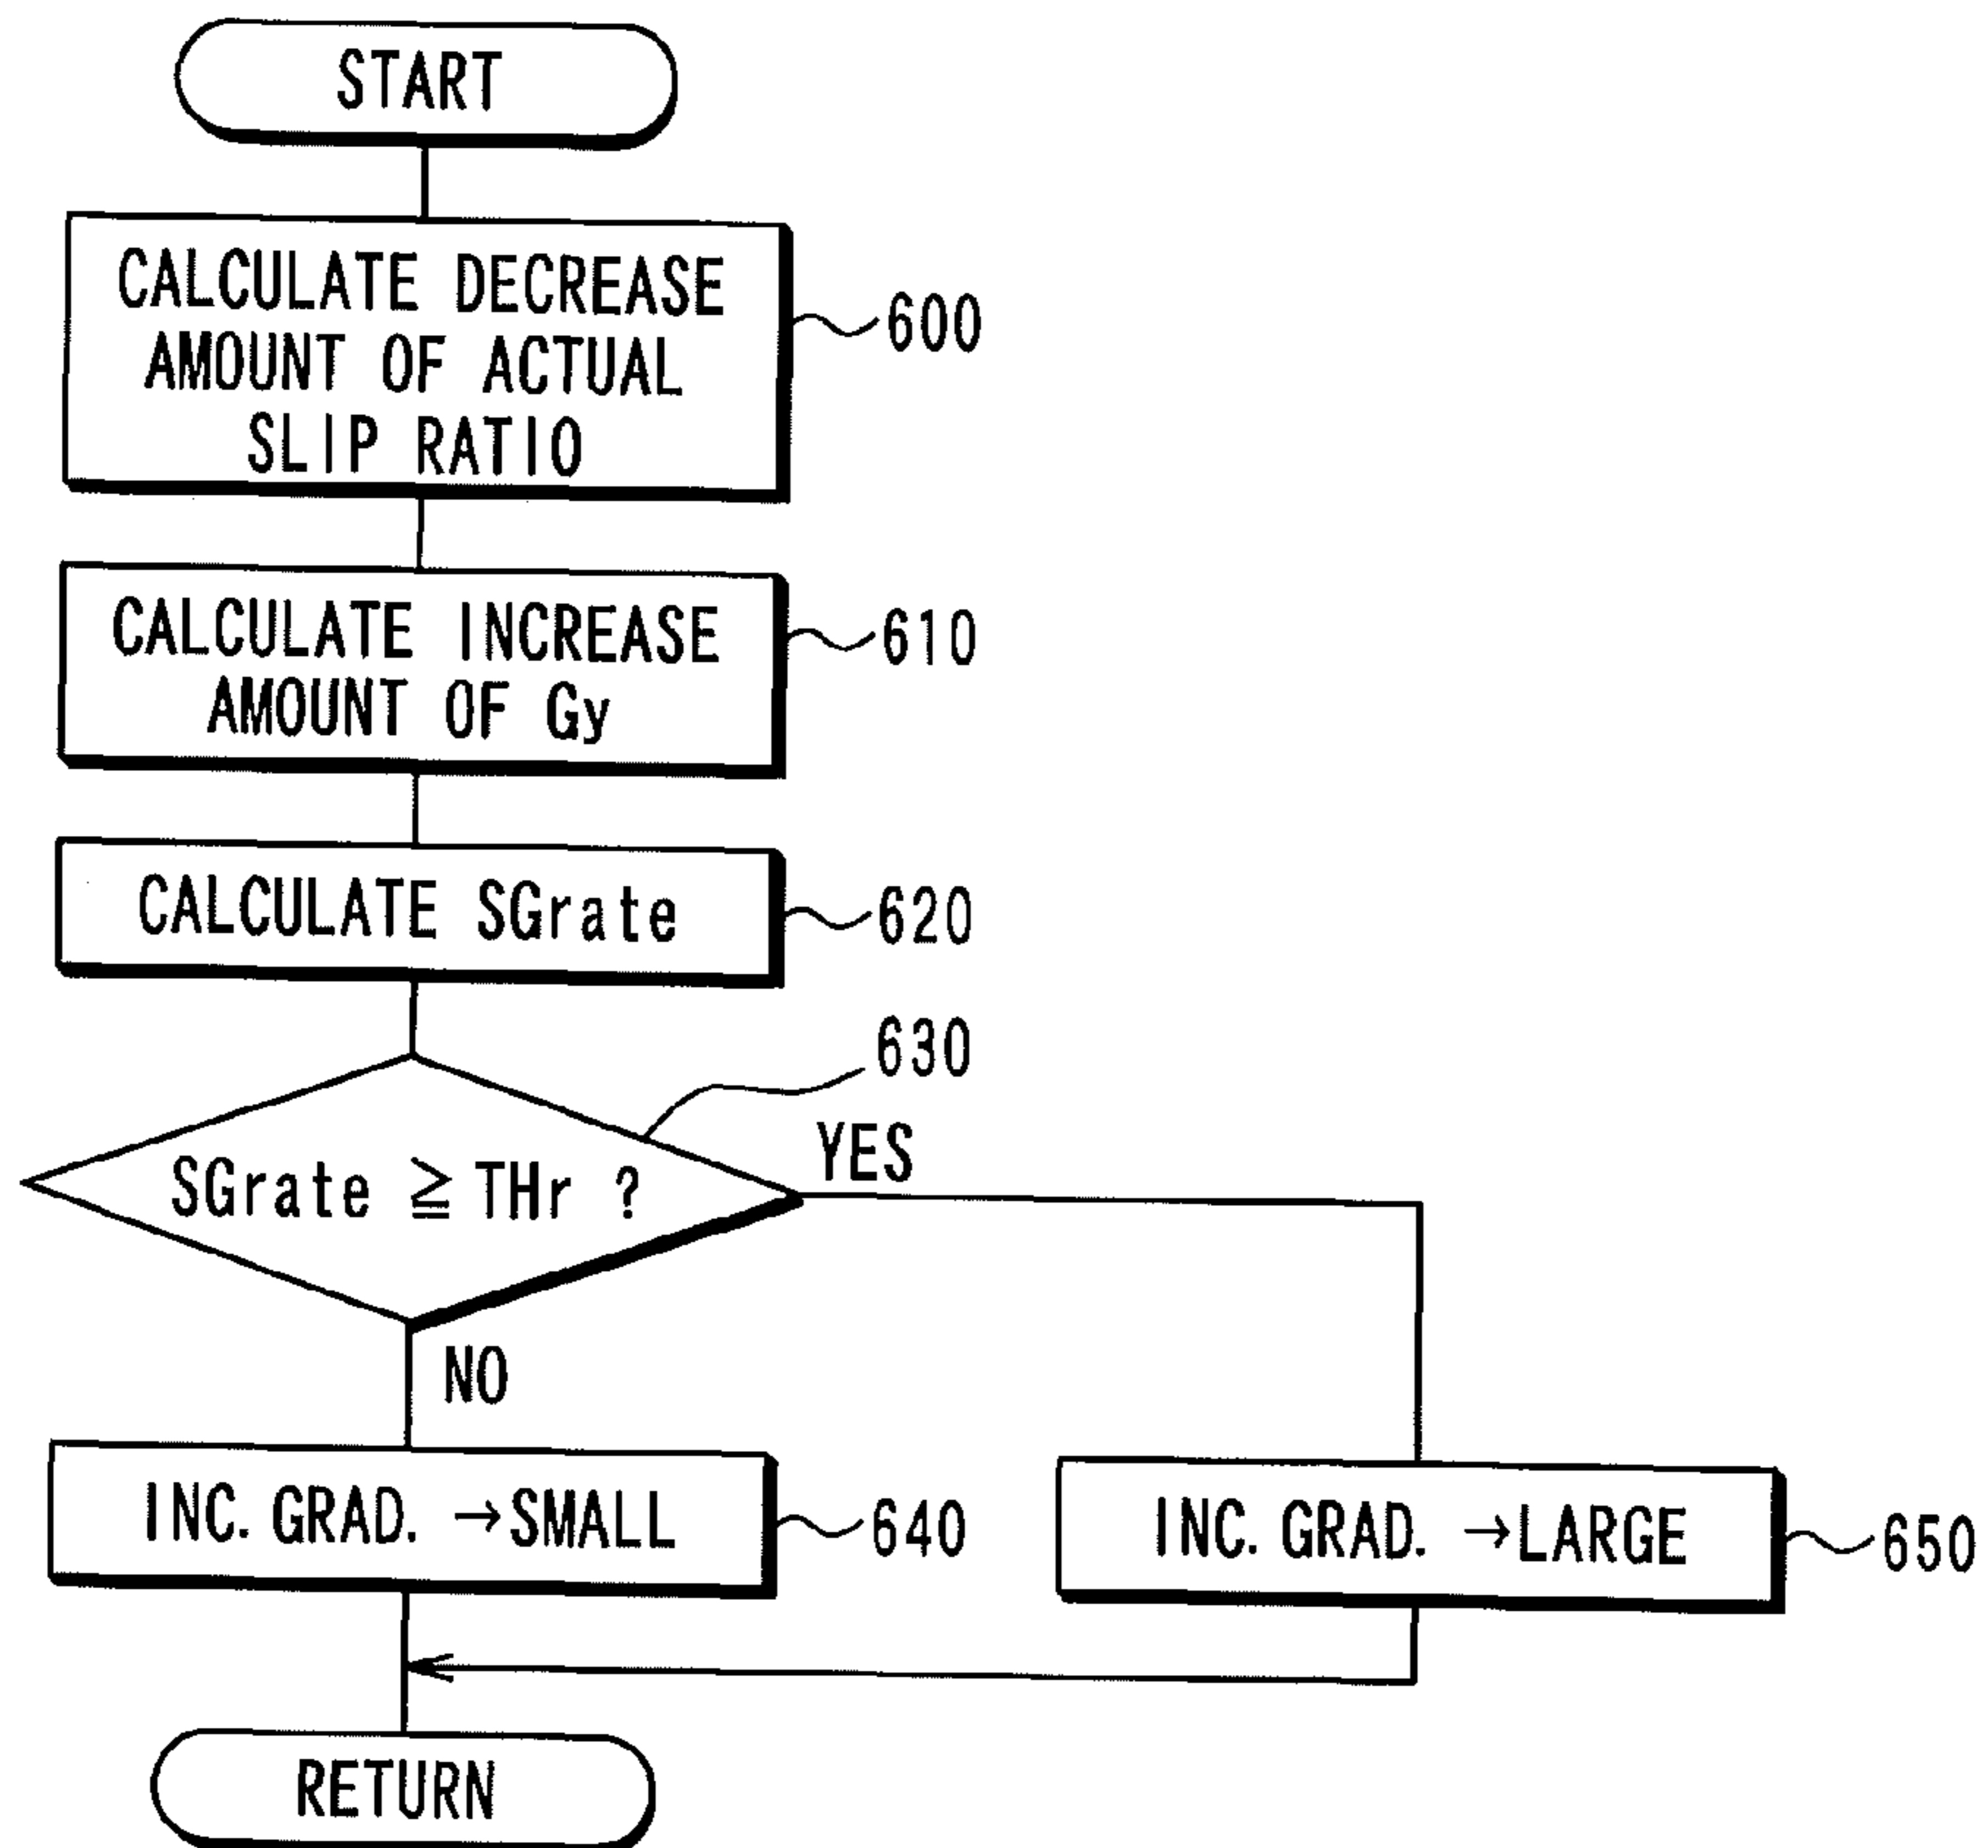 START
CALCULATE DECREASE
AMOUNT OF ACTUAL
SLIP RATIO
600
CALCULATE INCREASE
AMOUNT OF Gy
610
CALCULATE SGrate
620
630
SGrate ≧ THr ?
YES
NO
INC. GRAD. →SMALL
640
INC. GRAD. →LARGE
650
RETURN